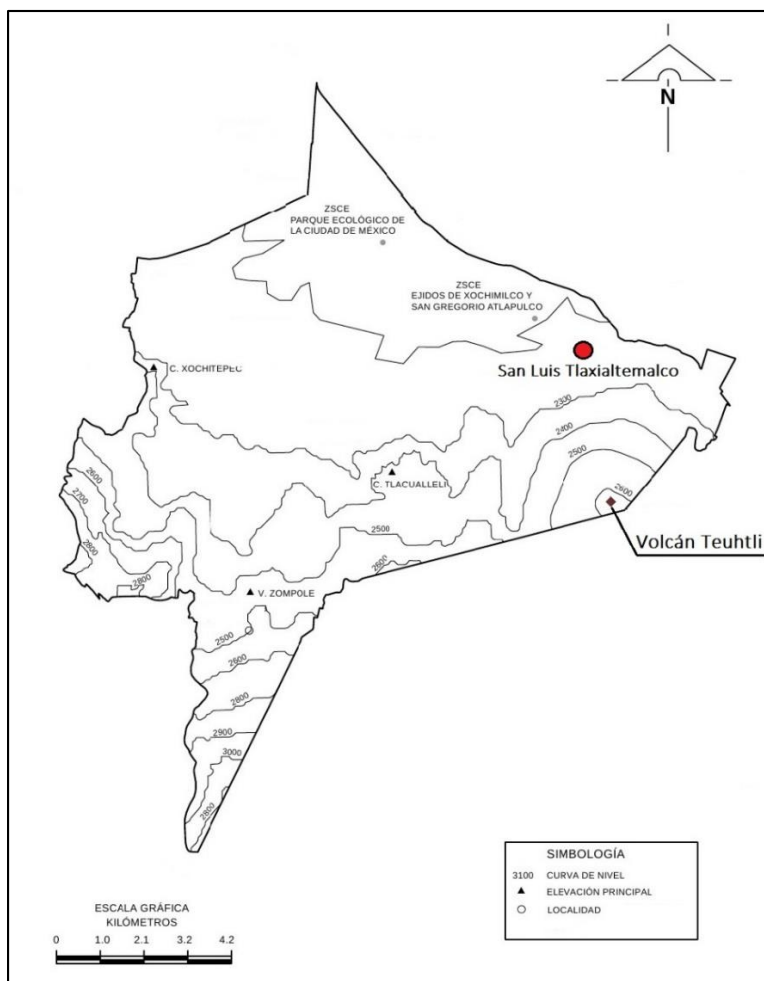 N
ZSCE
PARQUE ECOLÓGICO DE
LA CIUDAD DE MÉXICO
ZSCE
EJIDOS DE XOCHIMILCO Y
SAN GREGORIO ATLAPULCO
San Luis Tlaxialtemalco
C. XOCHITEPEC
2300
2400
2500
2600
C. TLACUALLELI
Volcán Teuhtli
2600
2700
2800
2800
2500
2600
V. ZOMPOLE
2500
2600
2800
2900
3000
2800
SIMBOLOGÍA
3100 CURVA DE NIVEL
ELEVACIÓN PRINCIPAL
LOCALIDAD
ESCALA GRÁFICA
KILÓMETROS
0 1.0 2.1 3.2 4.2